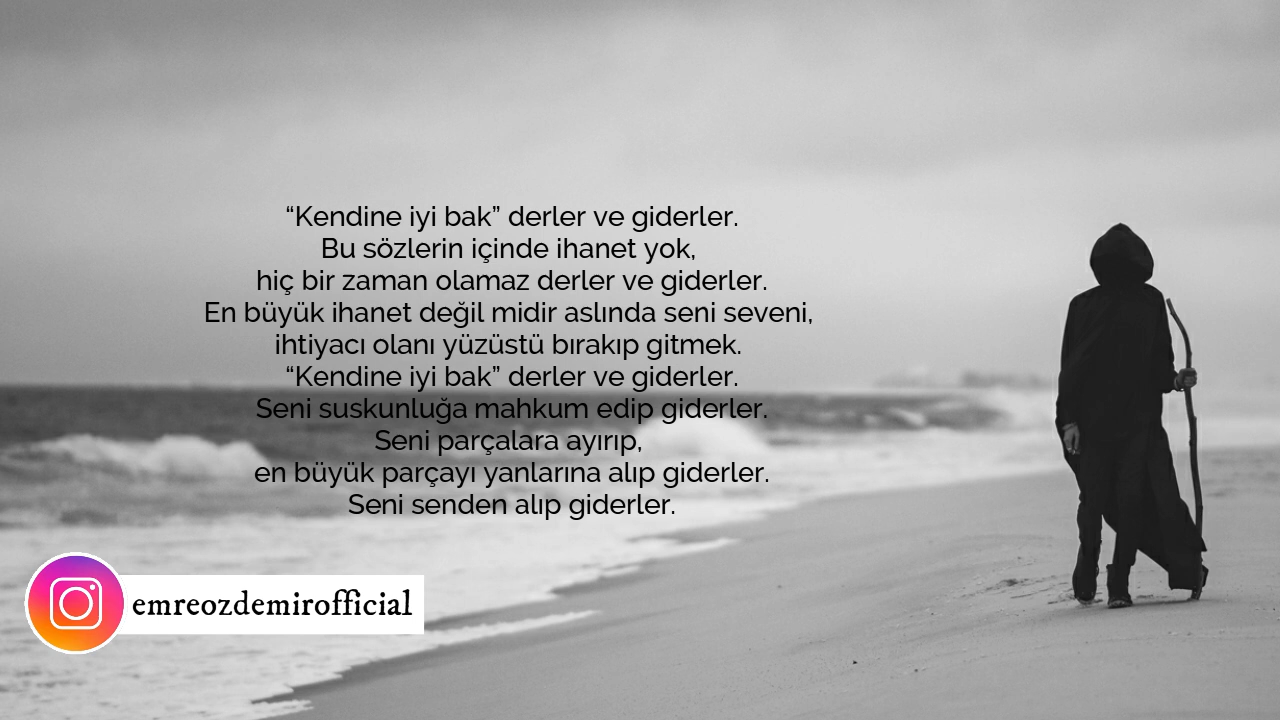 “Kendine iyi bak” derler ve giderler.
Bu sözlerin içinde ihanet yok,
hiç bir zaman olamaz derler ve giderler.
En büyük ihanet değil midir aslında seni seveni,
ihtiyacı olanı yüzüstü bırakıp gitmek.
“Kendine iyi bak” derler ve giderler.
Seni suskunluğa mahkum edip giderler.
Seni parçalara ayırıp,
en büyük parçayı yanlarına alıp giderler.
Seni senden alıp giderler.
emreozdemirofficial